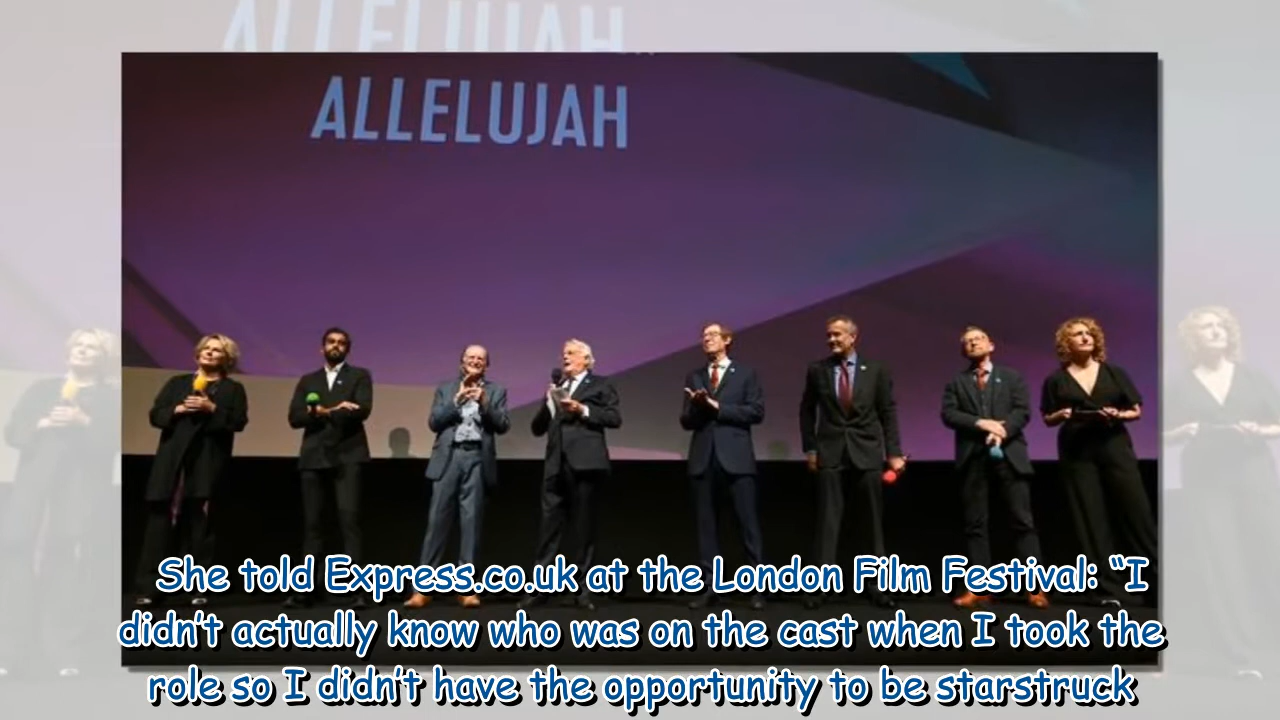 ALLELUJAH
ALLELUJAH
She told Express.co.uk at the London Film Festival: “I
didn’t actually know who was on the cast when I took the
role so I didn’t have the opportunity to be starstruck